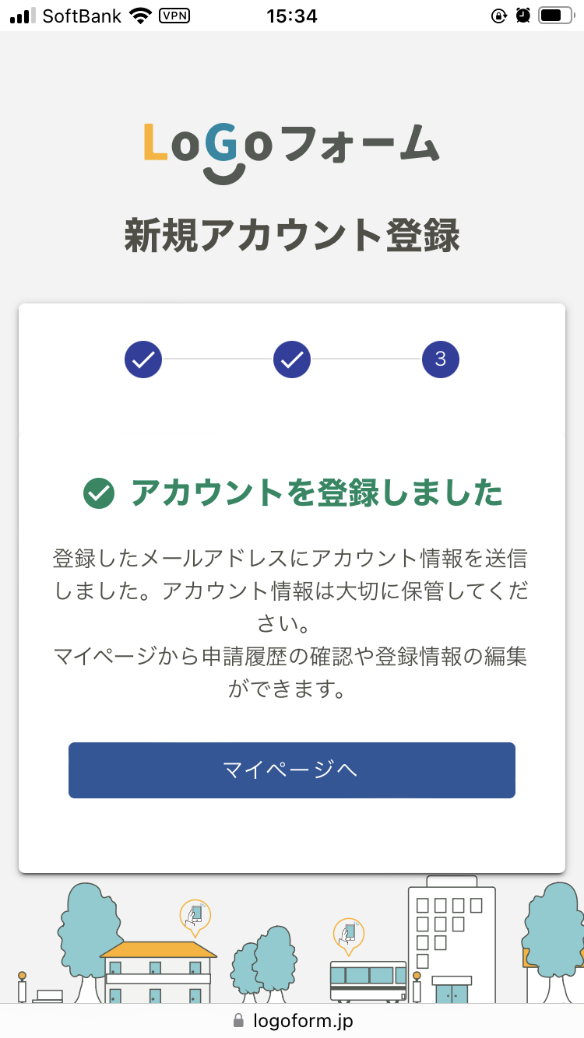 SoftBank VPN 15:34
LoGoフォーム
新規アカウント登録
3
アカウントを登録しました
登録したメールアドレスにアカウント情報を送信
しました。アカウント情報は大切に保管してくだ
さい。
マイページから申請履歴の確認や登録情報の編集
ができます。
マイページへ
logoform.jp